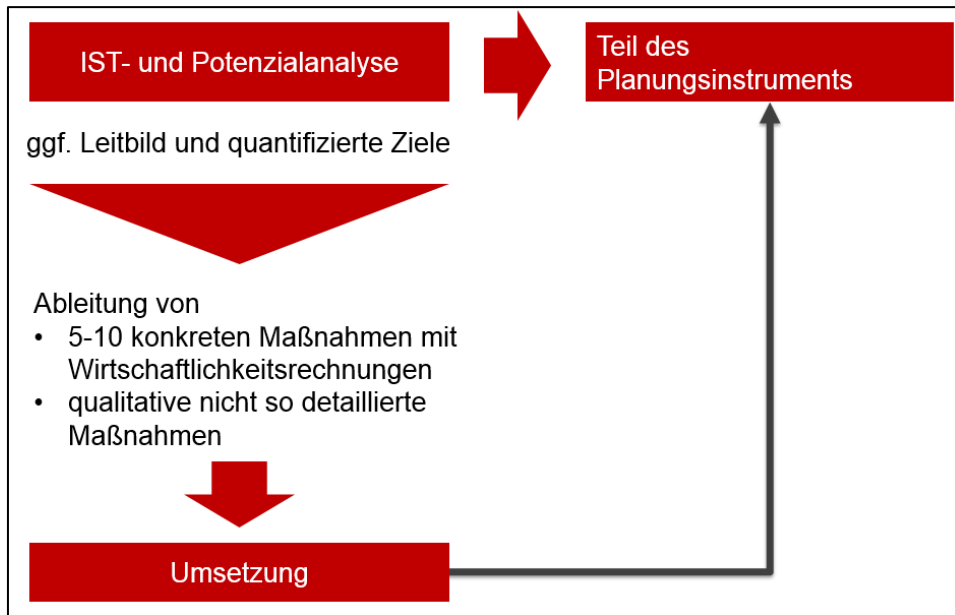 IST- und Potenzialanalyse
Teil des
Planungsinstruments
ggf. Leitbild und quantifizierte Ziele
Ableitung von
• 5-10 konkreten Maßnahmen mit
Wirtschaftlichkeitsrechnungen
• qualitative nicht so detaillierte
Maßnahmen
Umsetzung